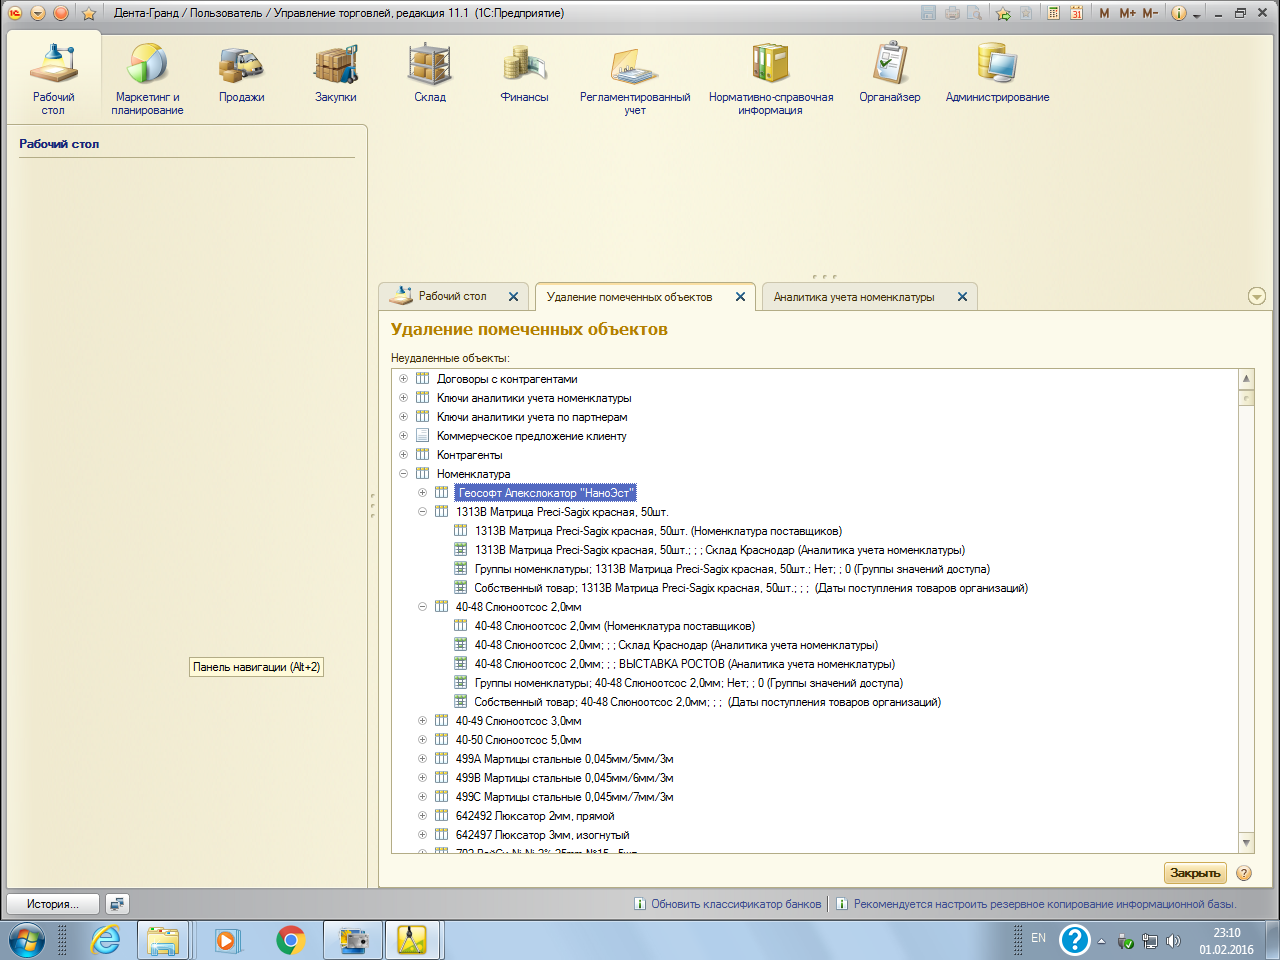 Дента-Гранд / Пользователь / Управление торговлей, редакция 11.1 (1С:Предприятие)
M M+ M-
Рабочий стол
Маркетинг и планирование
Продажи
Закупки
Склад
Финансы
Регламентированный учет
Нормативно-справочная информация
Органайзер
Администрирование
Рабочий стол
Рабочий стол
Удаление помеченных объектов
Аналитика учета номенклатуры
Удаление помеченных объектов
Неудаленные объекты:
Договоры с контрагентами
Ключи аналитики учета номенклатуры
Ключи аналитики учета по партнерам
Коммерческое предложение клиенту
Контрагенты
Номенклатура
Геософт Апекслокатор "НаноЭст"
1313В Матрица Preci-Sagix красная, 50шт.
1313В Матрица Preci-Sagix красная, 50шт. (Номенклатура поставщиков)
1313В Матрица Preci-Sagix красная, 50шт.; ; ; Склад Краснодар (Аналитика учета номенклатуры)
Группы номенклатуры; 1313В Матрица Preci-Sagix красная, 50шт.; Нет; ; 0 (Группы значений доступа)
Собственный товар; 1313В Матрица Preci-Sagix красная, 50шт.; ; ;  (Даты поступления товаров организаций)
40-48 Слюноотсос 2,0мм
40-48 Слюноотсос 2,0мм (Номенклатура поставщиков)
40-48 Слюноотсос 2,0мм; ; ; Склад Краснодар (Аналитика учета номенклатуры)
40-48 Слюноотсос 2,0мм; ; ; ВЫСТАВКА РОСТОВ (Аналитика учета номенклатуры)
Группы номенклатуры; 40-48 Слюноотсос 2,0мм; Нет; ; 0 (Группы значений доступа)
Собственный товар; 40-48 Слюноотсос 2,0мм; ; ;  (Даты поступления товаров организаций)
40-49 Слюноотсос 3,0мм
40-50 Слюноотсос 5,0мм
499А Мартицы стальные 0,045мм/5мм/3м
499В Мартицы стальные 0,045мм/6мм/3м
499С Мартицы стальные 0,045мм/7мм/3м
642492 Люксатор 2мм, прямой
642497 Люксатор 3мм, изогнутый
Панель навигации (Alt+2)
Закрыть
История...
Обновить классификатор банков
Рекомендуется настроить резервное копирование информационной базы.
EN
23:10
01.02.2016